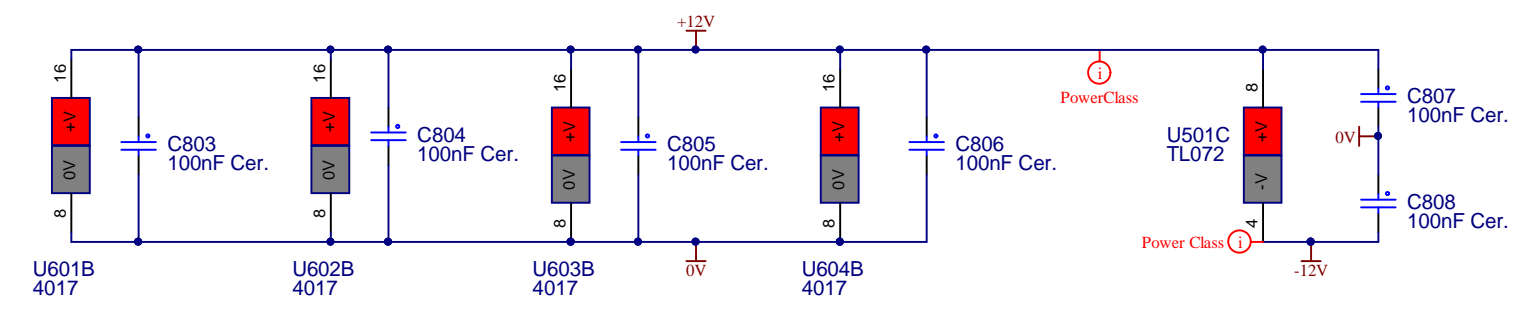 +12V
16
+V
0V
8
U601B
4017
C803
100nF Cer.
16
+V
0V
8
U602B
4017
C804
100nF Cer.
16
+V
0V
8
U603B
4017
C805
100nF Cer.
0V
16
+V
0V
8
U604B
4017
C806
100nF Cer.
i
PowerClass
8
U501C
TL072
+V
-V
4
Power Class
i
-12V
0V
C807
100nF Cer.
C808
100nF Cer.